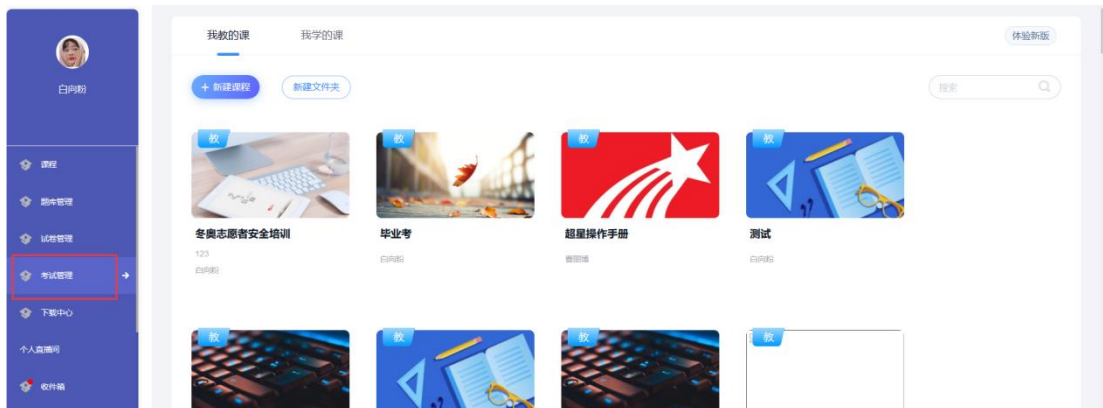 我教的课
我学的课
体验新版
白向粉
+ 新建课程
新建文件夹
搜索
课程
题库管理
试卷管理
考试管理
下载中心
个人直播间
收件箱
教
教
教
教
冬奥志愿者安全培训
毕业考
超星操作手册
测试
123
白向粉
白向粉
曹丽博
白向粉
教
教
教
教